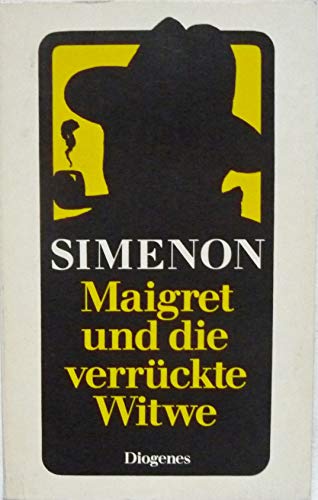 SIMENON
Maigret
und die
verrückte
Witwe
Diogenes